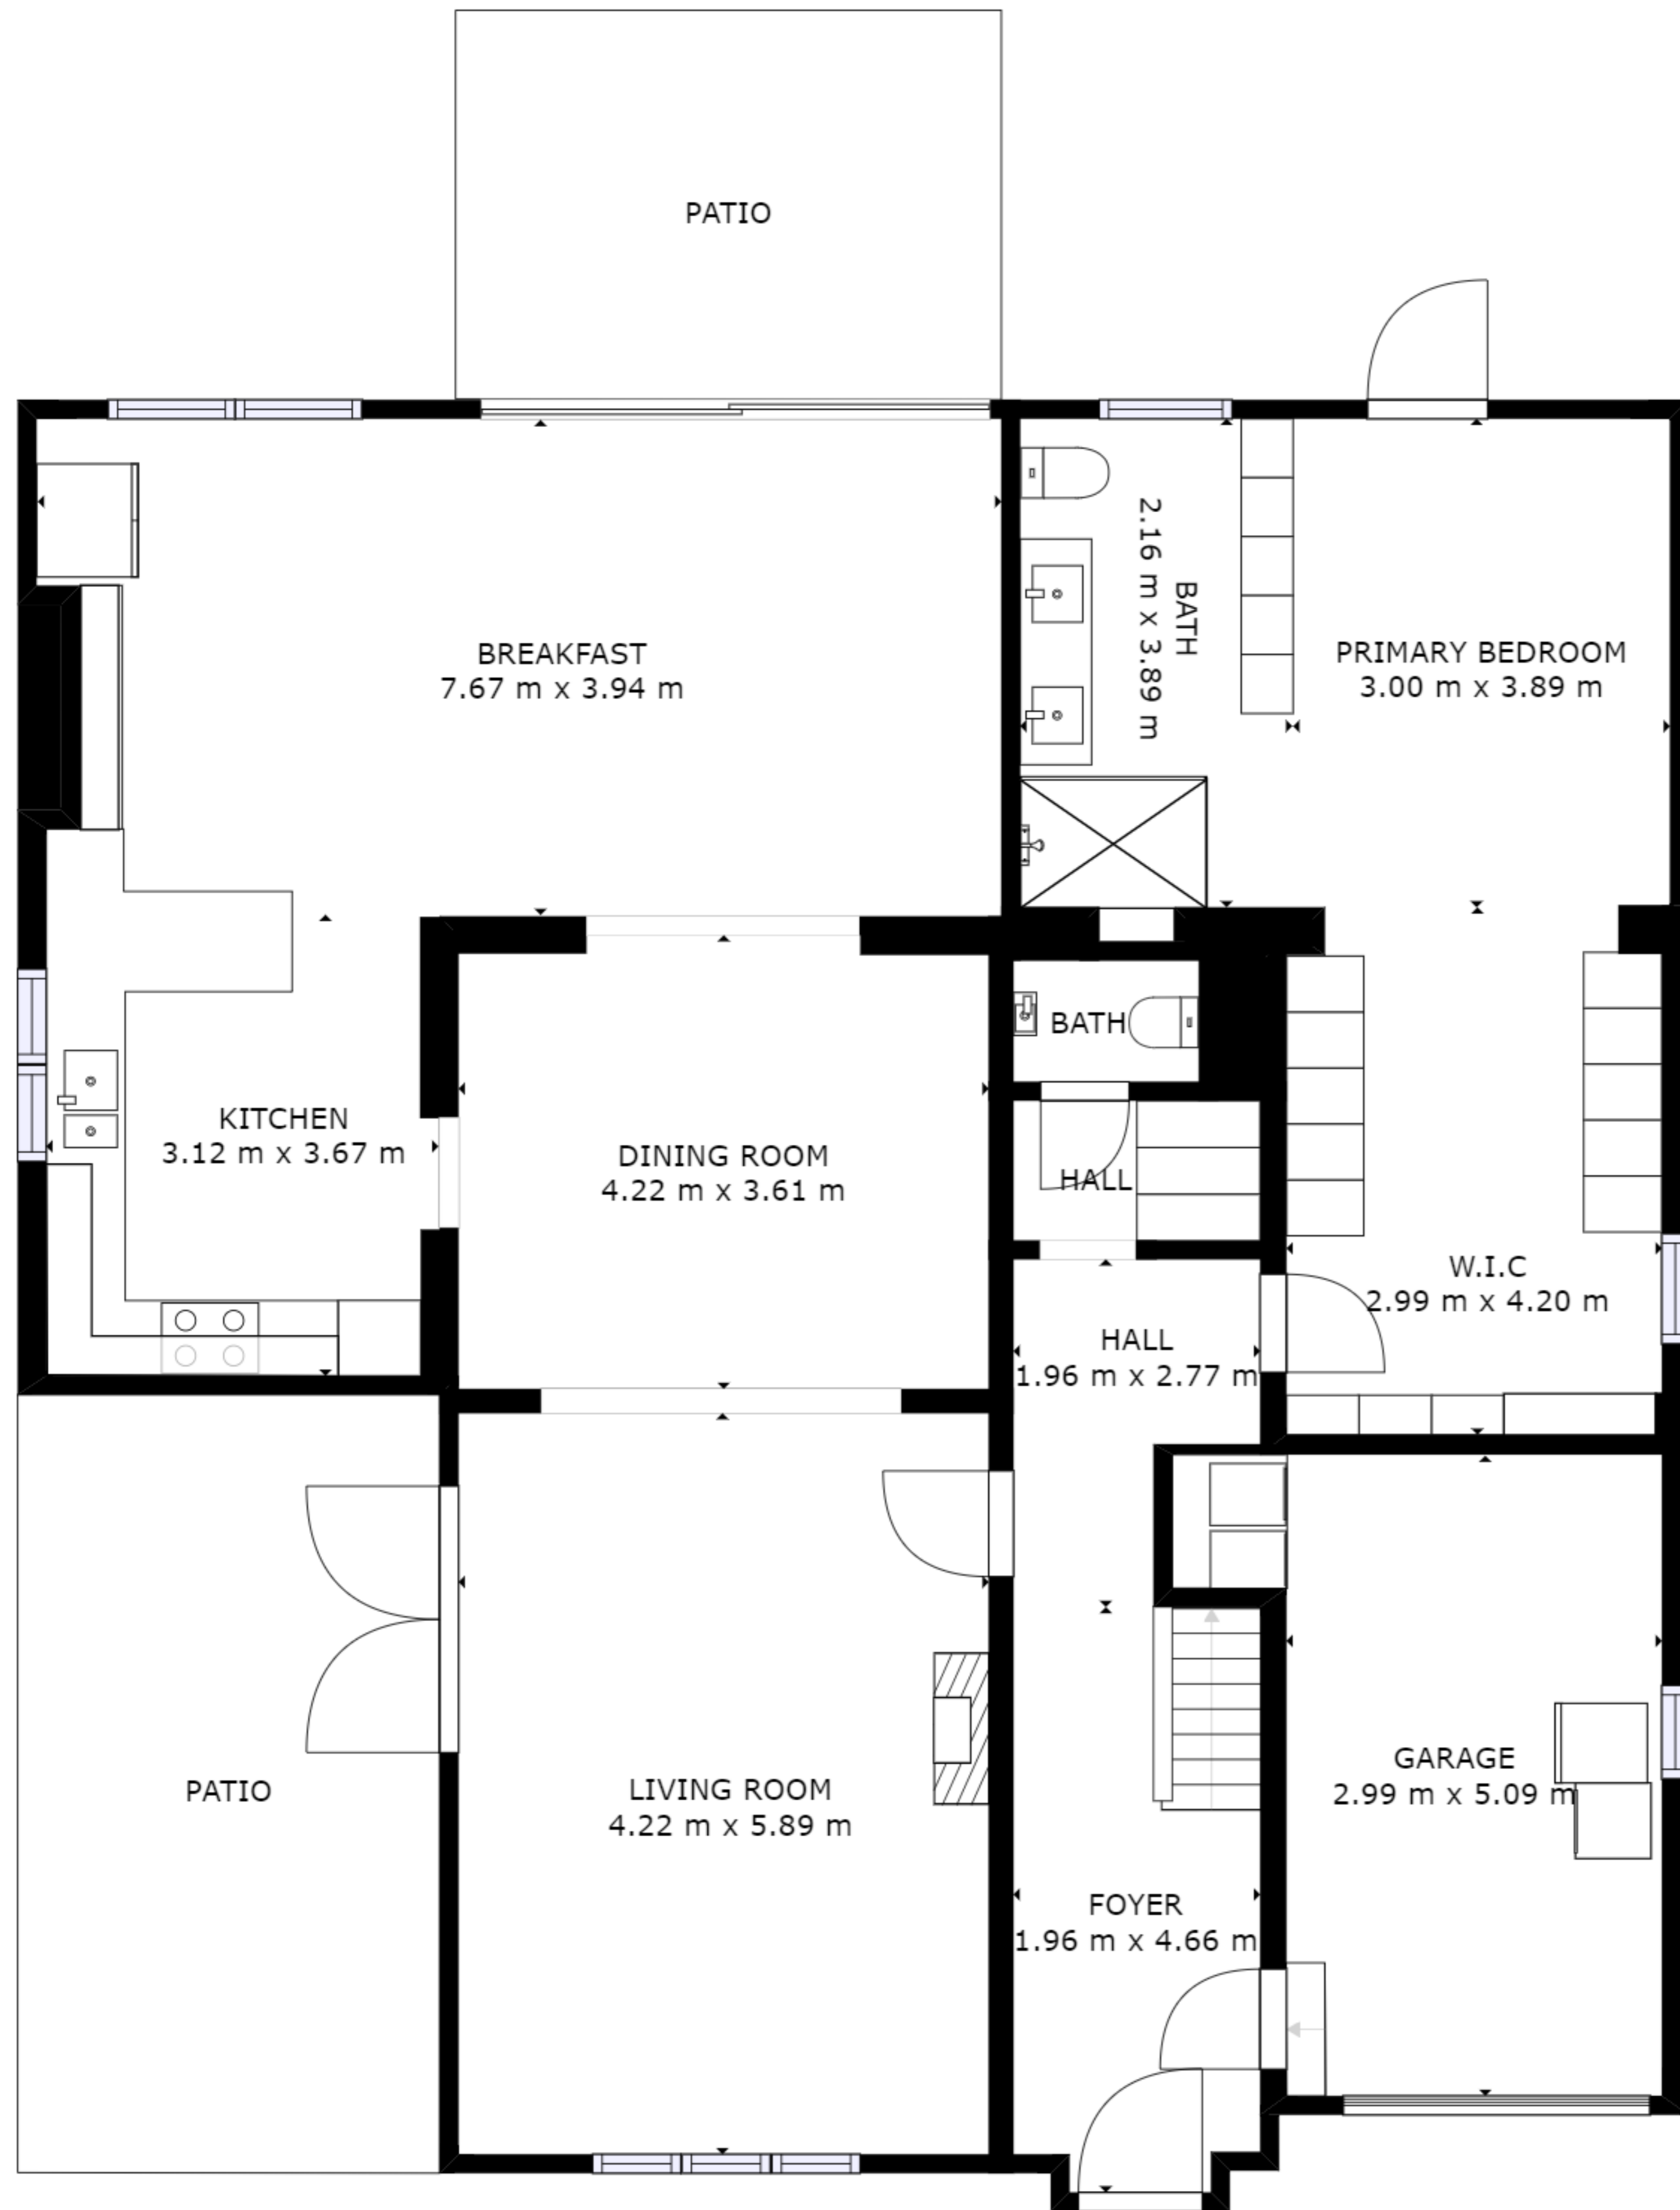 PATIO
BREAKFAST
7.67 m x 3.94 m
BATH
2.16 m x 3.89 m
PRIMARY BEDROOM
3.00 m x 3.89 m
BATH
KITCHEN
3.12 m x 3.67 m
DINING ROOM
4.22 m x 3.61 m
HALL
W.I.C
2.99 m x 4.20 m
HALL
1.96 m x 2.77 m
PATIO
LIVING ROOM
4.22 m x 5.89 m
GARAGE
2.99 m x 5.09 m
FOYER
1.96 m x 4.66 m